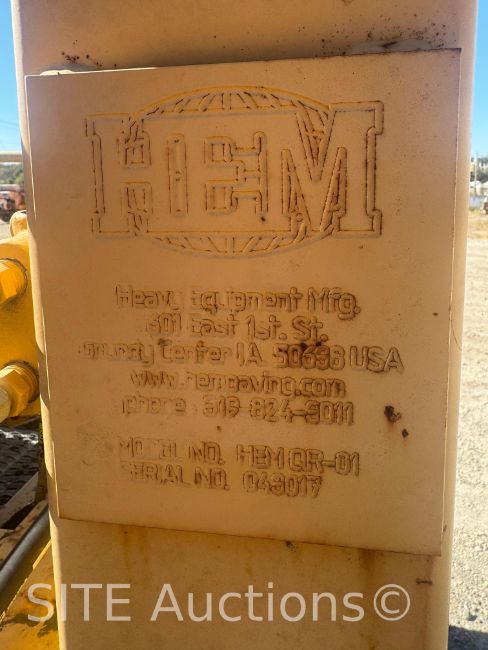 HEM
Heavy Equipment Mfg.
601 East 1st. St.
Grundy Center IA 50638 USA
www.hempaving.com
phone 319-824-3011
MODEL NO. HEM QR-01
SERIAL NO. 043017
SITE Auctions©